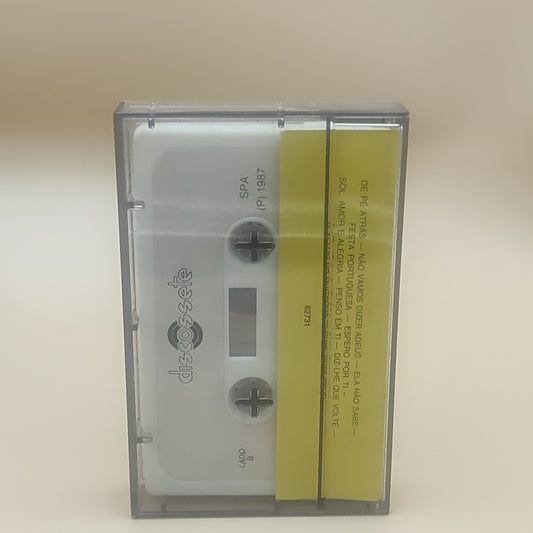 DE PÉ ATRÁS — NÃO VAMOS DIZER ADEUS — ELA NÃO SABE —
FESTA PORTUGUESA — ESPERO POR TI —
SOL, AMOR E ALEGRIA — PENSO EM TI — DIZ-LHE QUE VOLTE —
62731
SPA
(P) 1987
discossete
LADO
B